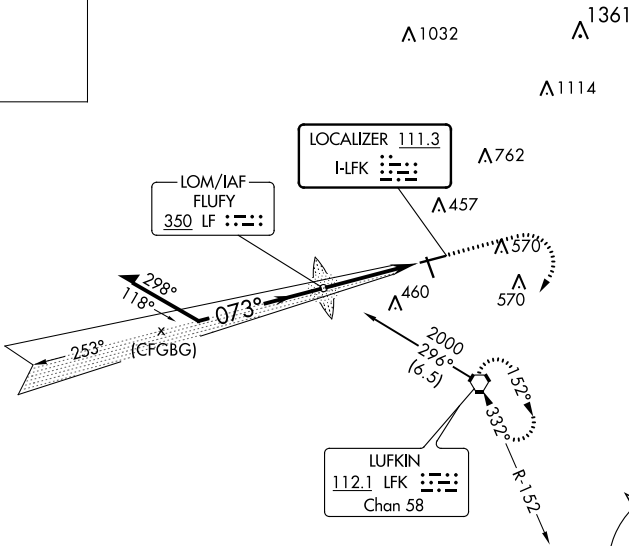 1361
1032
1114
LOCALIZER 111.3
I-LFK
762
LOM/IAF
FLUFY
350 LF
457
570
570
460
298°
118°
073°
253°
(CFGBG)
2000
296°
(6.5)
152°
332°
R-152
LUFKIN
112.1 LFK
Chan 58